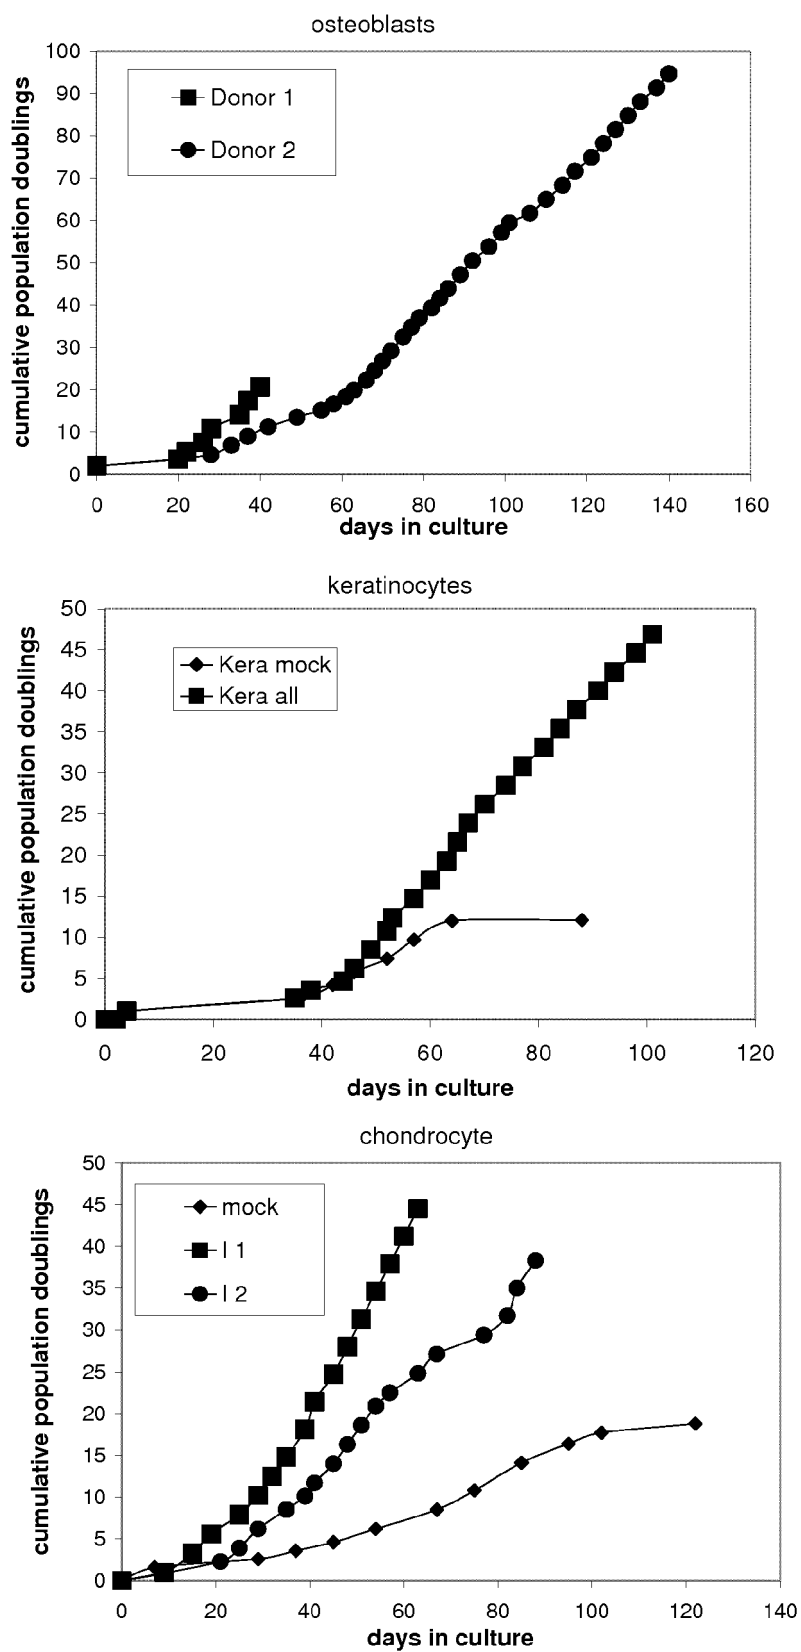 osteoblasts
cumulative population doublings
100
90
80
70
60
50
40
30
20
10
0
Donor 1
Donor 2
0 20 40 60 80 100 120 140 160
days in culture
keratinocytes
cumulative population doublings
50
45
40
35
30
25
20
15
10
5
0
Kera mock
Kera all
0 20 40 60 80 100 120
days in culture
chondrocyte
cumulative population doublings
50
45
40
35
30
25
20
15
10
5
0
mock
I 1
I 2
0 20 40 60 80 100 120 140
days in culture